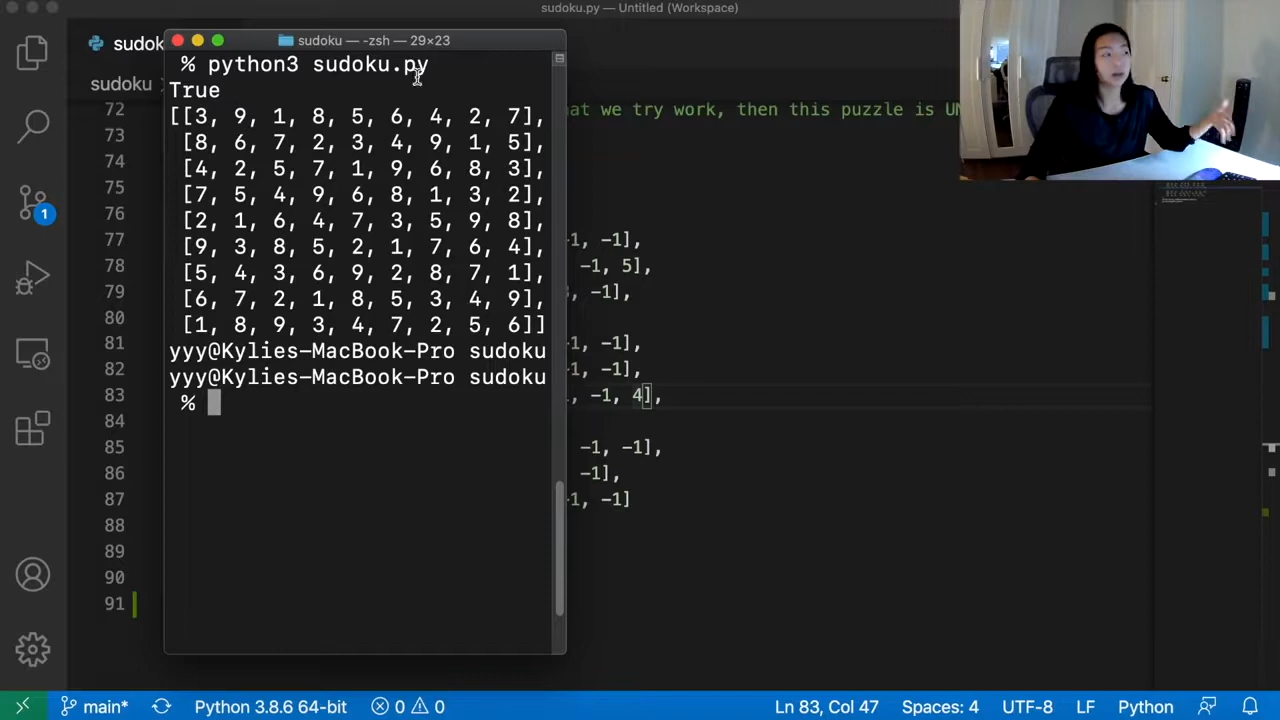 sudoku.py — Untitled (Workspace)
sudoku — -zsh — 29×23
sudok
sudoku
% python3 sudoku.py
True
[[3, 9, 1, 8, 5, 6, 4, 2, 7],
[8, 6, 7, 2, 3, 4, 9, 1, 5],
[4, 2, 5, 7, 1, 9, 6, 8, 3],
[7, 5, 4, 9, 6, 8, 1, 3, 2],
[2, 1, 6, 4, 7, 3, 5, 9, 8],
[9, 3, 8, 5, 2, 1, 7, 6, 4],
[5, 4, 3, 6, 9, 2, 8, 7, 1],
[6, 7, 2, 1, 8, 5, 3, 4, 9],
[1, 8, 9, 3, 4, 7, 2, 5, 6]]
yyy@Kylies-MacBook-Pro sudoku
yyy@Kylies-MacBook-Pro sudoku
%
72 at we try work, then this puzzle is UN
73
74
75
76
77 1, -1],
78 -1, 5],
79 , -1],
80
81 1, -1],
82 1, -1],
83 , -1, 4],
84
85 -1, -1],
86 -1],
87 1, -1]
88
89
90
91
1
main* Python 3.8.6 64-bit 0 0 Ln 83, Col 47 Spaces: 4 UTF-8 LF Python